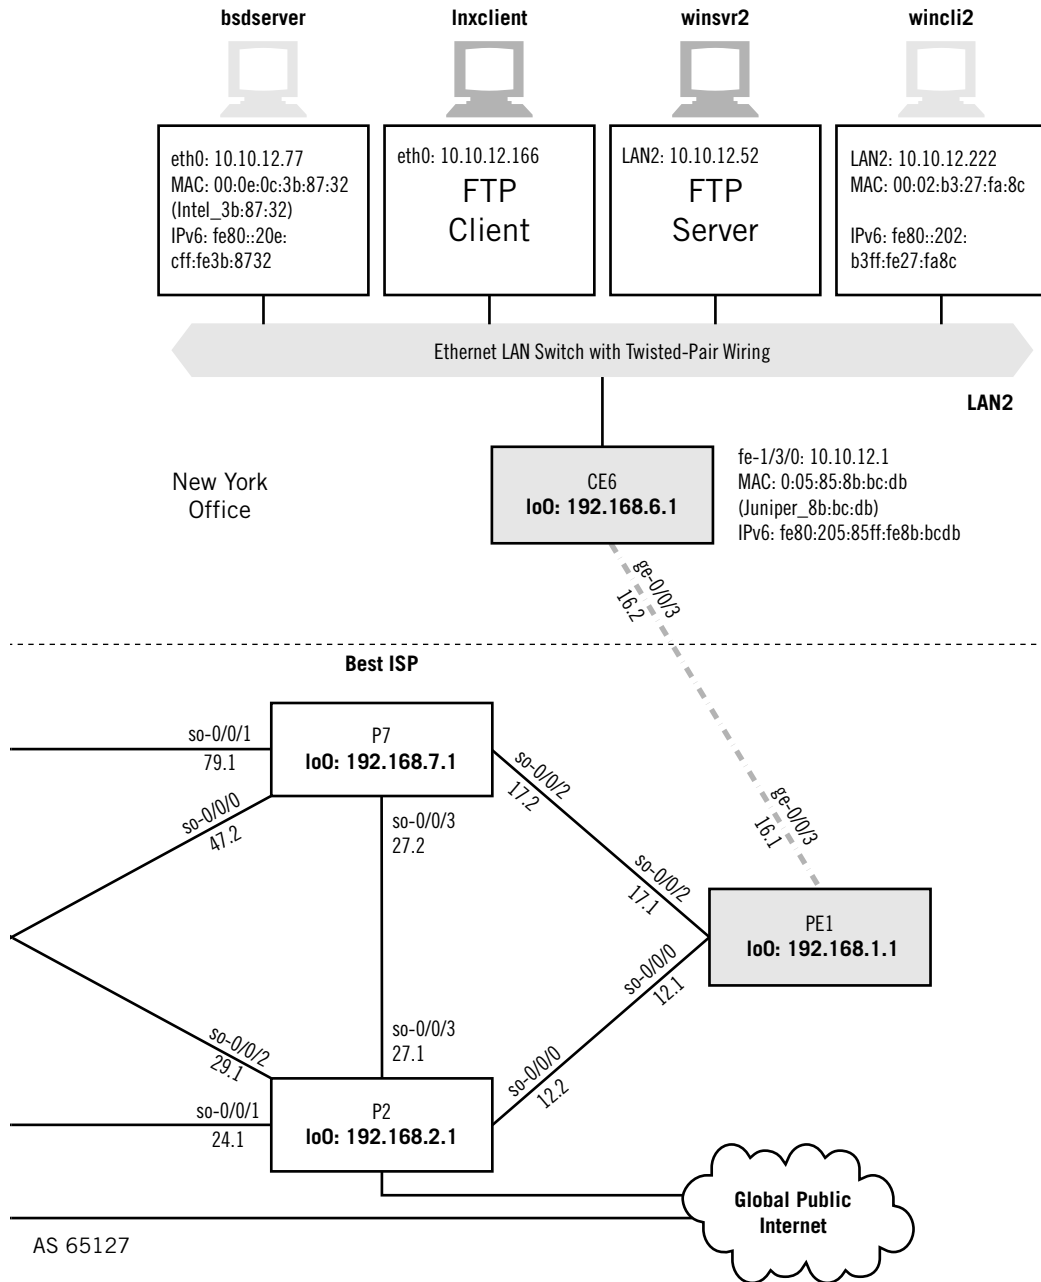 bsdserver
lnxclient
winsvr2
wincli2
eth0: 10.10.12.77
MAC: 00:0e:0c:3b:87:32
(Intel_3b:87:32)
IPv6: fe80::20e:
cff:fe3b:8732
eth0: 10.10.12.166
FTP
Client
LAN2: 10.10.12.52
FTP
Server
LAN2: 10.10.12.222
MAC: 00:02:b3:27:fa:8c
IPv6: fe80::202:
b3ff:fe27:fa8c
Ethernet LAN Switch with Twisted-Pair Wiring
LAN2
New York
Office
CE6
lo0: 192.168.6.1
fe-1/3/0: 10.10.12.1
MAC: 0:05:85:8b:bc:db
(Juniper_8b:bc:db)
IPv6: fe80:205:85ff:fe8b:bcdb
ge-0/0/3
16.2
Best ISP
so-0/0/1
79.1
P7
lo0: 192.168.7.1
so-0/0/2
17.2
ge-0/0/3
16.1
so-0/0/0
47.2
so-0/0/3
27.2
so-0/0/2
17.1
PE1
lo0: 192.168.1.1
so-0/0/0
12.1
so-0/0/2
29.1
so-0/0/3
27.1
so-0/0/0
12.2
so-0/0/1
24.1
P2
lo0: 192.168.2.1
Global Public
Internet
AS 65127